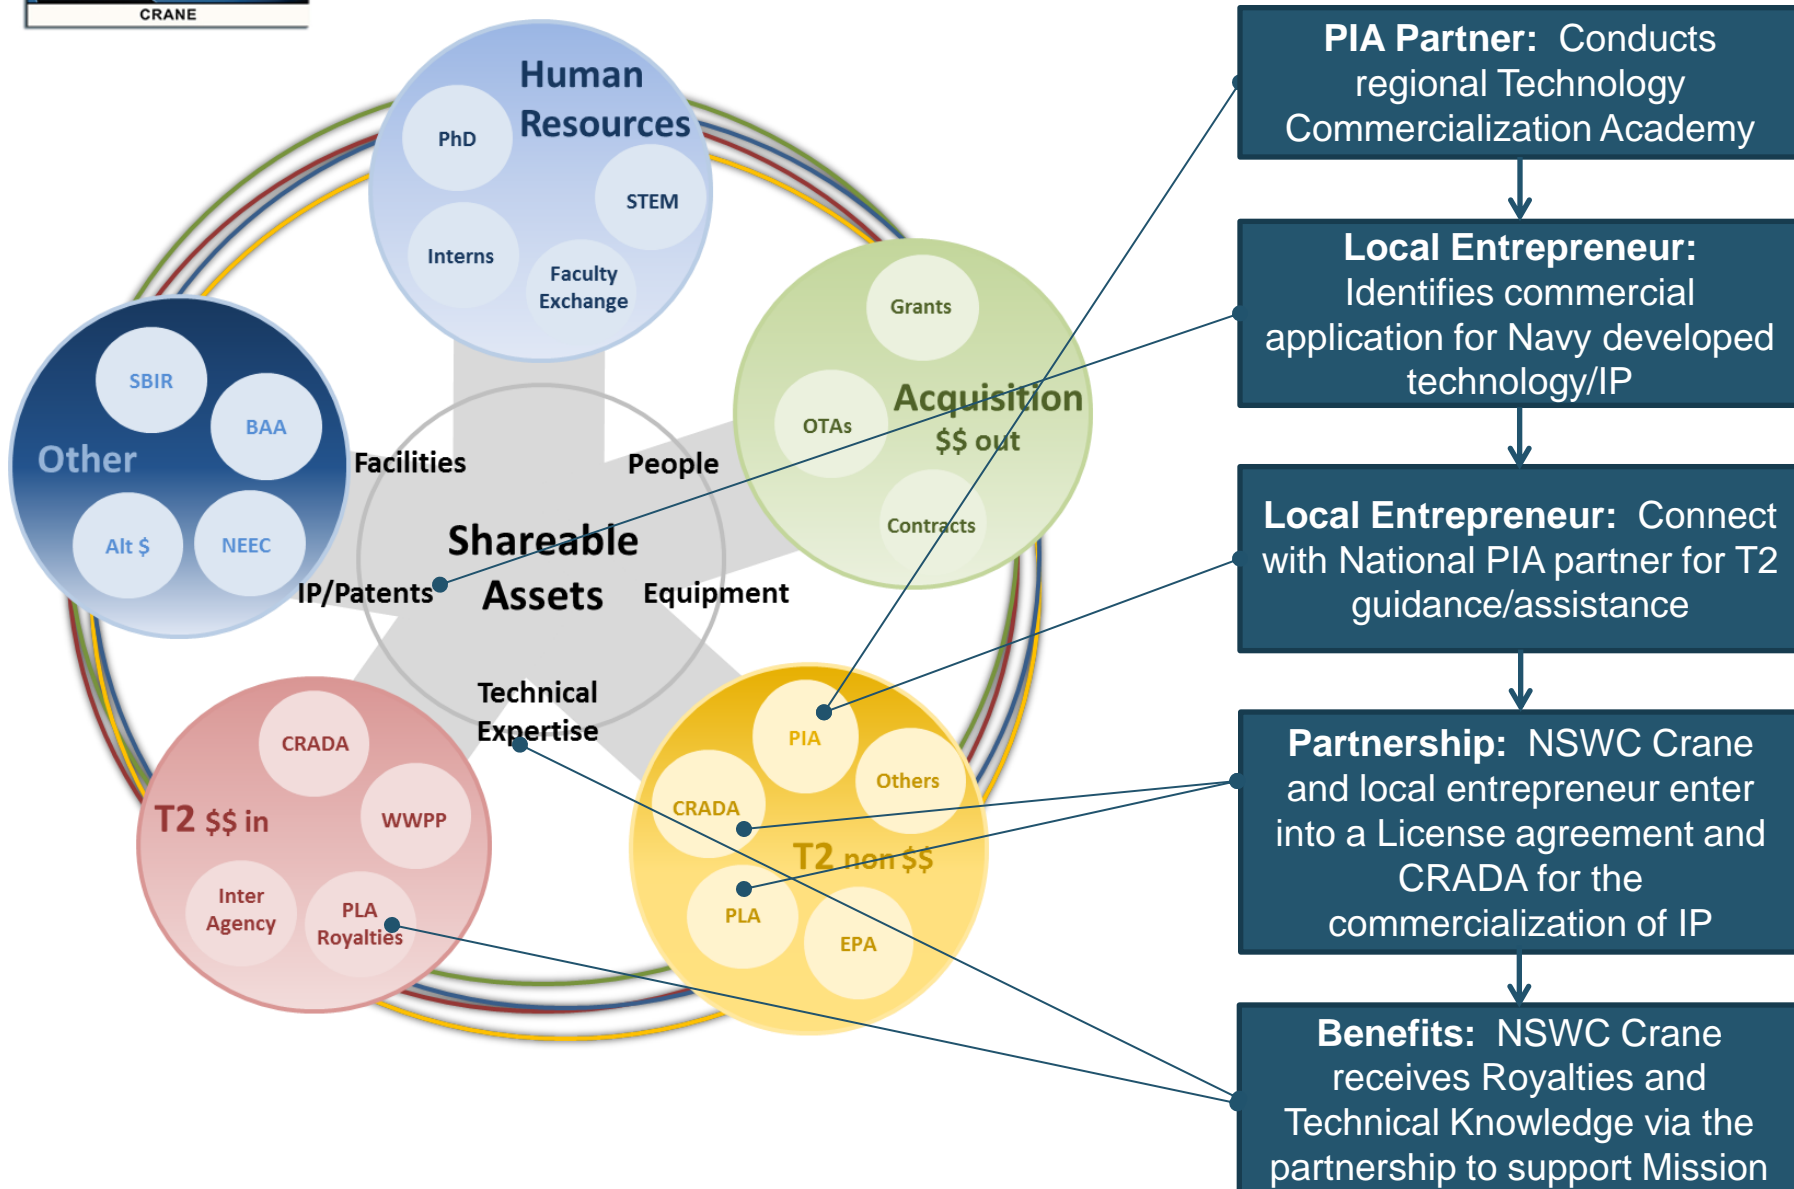 CRANE
Human
Resources
PhD
STEM
Interns
Faculty
Exchange
Grants
OTAs
Acquisition
$$ out
Contracts
SBIR
BAA
Other
Alt $
NEEC
Facilities
People
Shareable
Assets
IP/Patents
Equipment
Technical
Expertise
CRADA
T2 $$ in
WWPP
Inter
Agency
PLA
Royalties
PIA
Others
CRADA
T2 non $$
PLA
EPA
PIA Partner: Conducts
regional Technology
Commercialization Academy
Local Entrepreneur:
Identifies commercial
application for Navy developed
technology/IP
Local Entrepreneur: Connect
with National PIA partner for T2
guidance/assistance
Partnership: NSWC Crane
and local entrepreneur enter
into a License agreement and
CRADA for the
commercialization of IP
Benefits: NSWC Crane
receives Royalties and
Technical Knowledge via the
partnership to support Mission